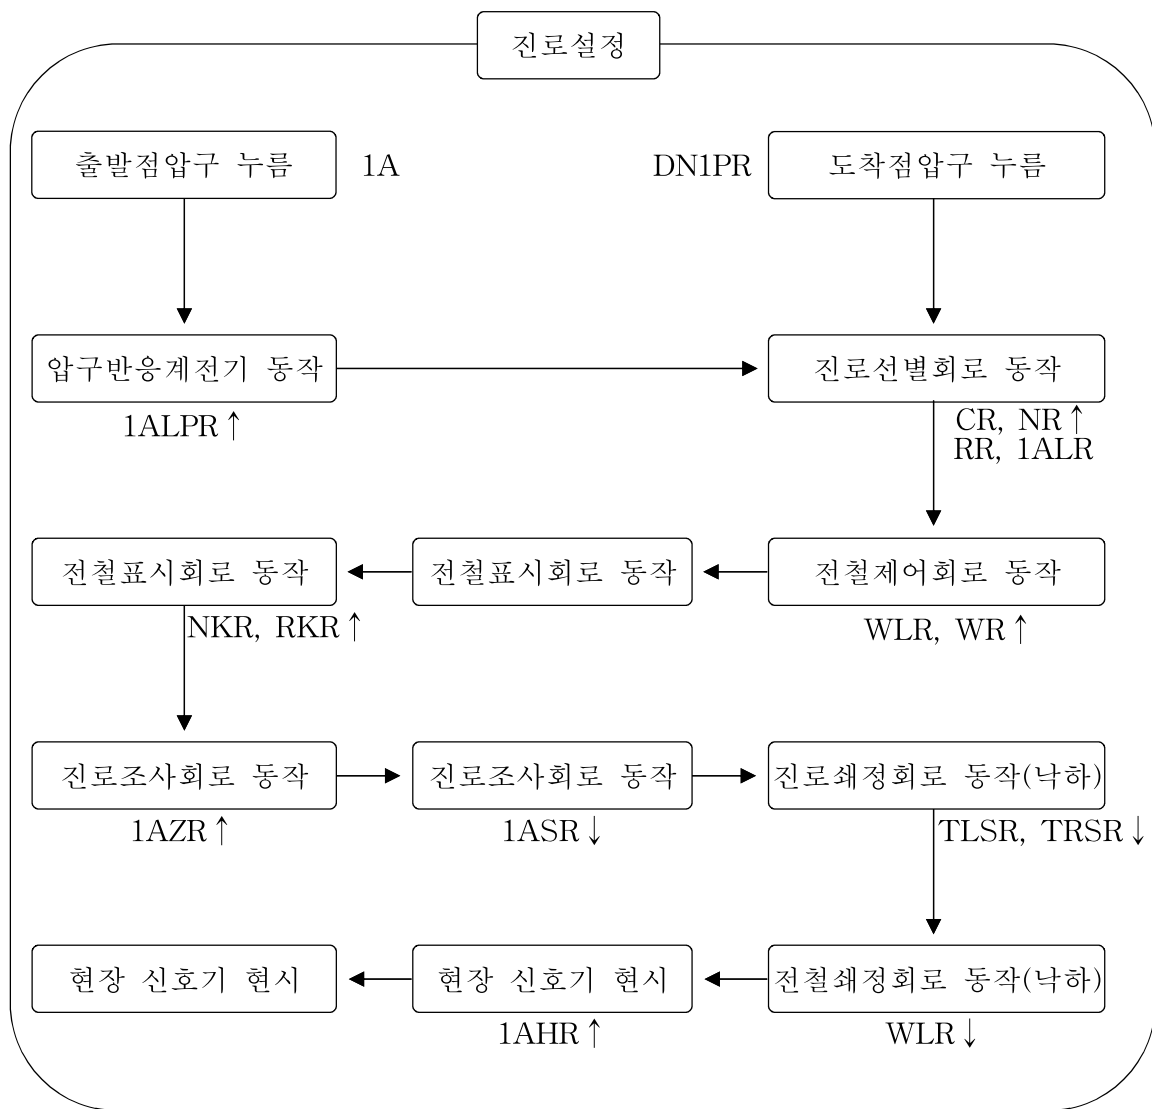 진로설정
출발점압구 누름
1A
DN1PR
도착점압구 누름
압구반응계전기 동작
진로선별회로 동작
1ALPR↑
CR, NR↑
RR, 1ALR
전철표시회로 동작
전철표시회로 동작
전철제어회로 동작
NKR, RKR↑
WLR, WR↑
진로조사회로 동작
진로조사회로 동작
진로쇄정회로 동작(낙하)
1AZR↑
1ASR↓
TLSR, TRSR↓
현장 신호기 현시
현장 신호기 현시
전철쇄정회로 동작(낙하)
1AHR↑
WLR↓